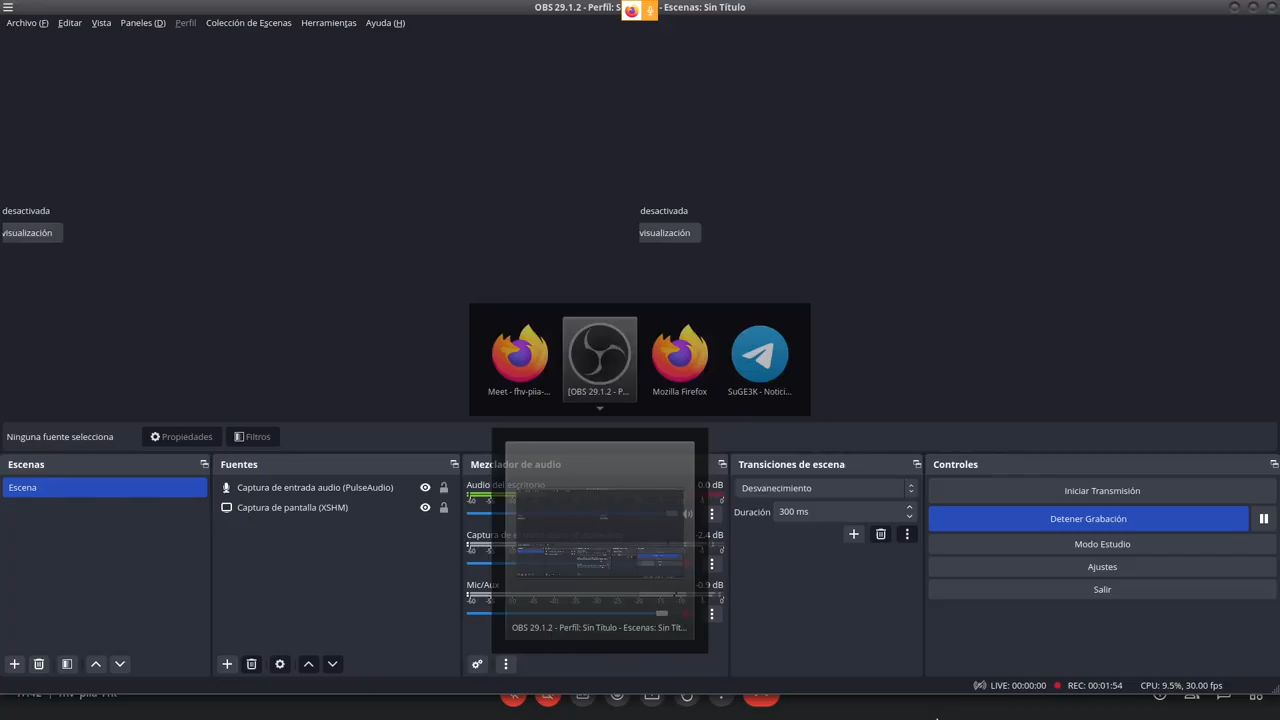 OBS 29.1.2 - Perfil: S
- Escenas: Sin Título
Archivo (F)
Editar
Vista
Paneles (D)
Perfil
Colección de Escenas
Herramientas
Ayuda (H)
desactivada
visualización
desactivada
visualización
Meet - fhv-piia-...
[OBS 29.1.2 - P...
Mozilla Firefox
SuGE3K - Notici...
Ninguna fuente selecciona
Propiedades
Filtros
Escenas
Escena
Fuentes
Captura de entrada audio (PulseAudio)
Captura de pantalla (XSHM)
Mezclador de audio
Audio del escritorio
0.0 dB
-2.4 dB
Mic/Aux
-0.9 dB
OBS 29.1.2 - Perfil: Sin Título - Escenas: Sin Tít...
Transiciones de escena
Desvanecimiento
Duración
300 ms
Controles
Iniciar Transmisión
Detener Grabación
Modo Estudio
Ajustes
Salir
LIVE: 00:00:00
REC: 00:01:54
CPU: 9.5%, 30.00 fps